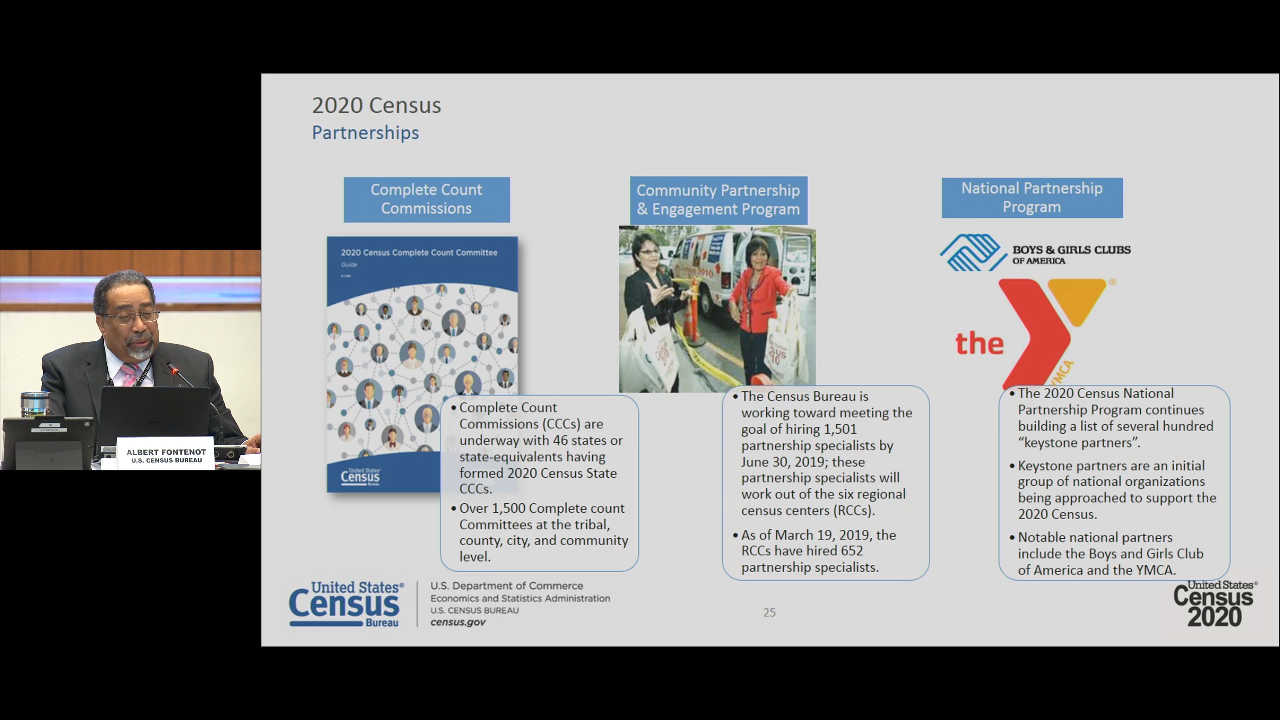 2020 Census
Partnerships
Complete Count
Commissions
2020 Census Complete Count Committee
Guide
United States®
Census
Bureau
• Complete Count
Commissions (CCCs) are
underway with 46 states or
state-equivalents having
formed 2020 Census State
CCCs.
• Over 1,500 Complete count
Committees at the tribal,
county, city, and community
level.
Community Partnership
& Engagement Program
• The Census Bureau is
working toward meeting the
goal of hiring 1,501
partnership specialists by
June 30, 2019; these
partnership specialists will
work out of the six regional
census centers (RCCs).
• As of March 19, 2019, the
RCCs have hired 652
partnership specialists.
National Partnership
Program
BOYS & GIRLS CLUBS
OF AMERICA
the
YMCA
®
• The 2020 Census National
Partnership Program continues
building a list of several hundred
“keystone partners”.
• Keystone partners are an initial
group of national organizations
being approached to support the
2020 Census.
• Notable national partners
include the Boys and Girls Club
of America and the YMCA.
ALBERT FONTENOT
U.S. CENSUS BUREAU
United States®
Census
Bureau
U.S. Department of Commerce
Economics and Statistics Administration
U.S. CENSUS BUREAU
census.gov
25
United States®
Census
2020